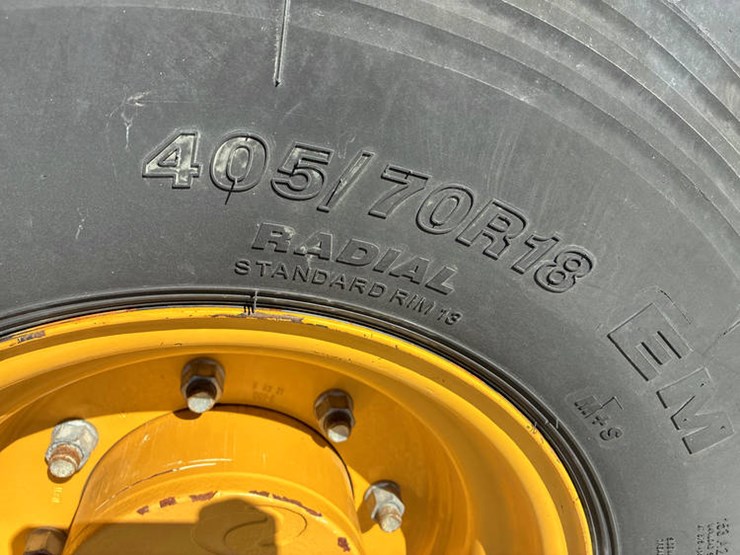 405/70R18
RADIAL
STANDARD RIM 13
EM
M+S